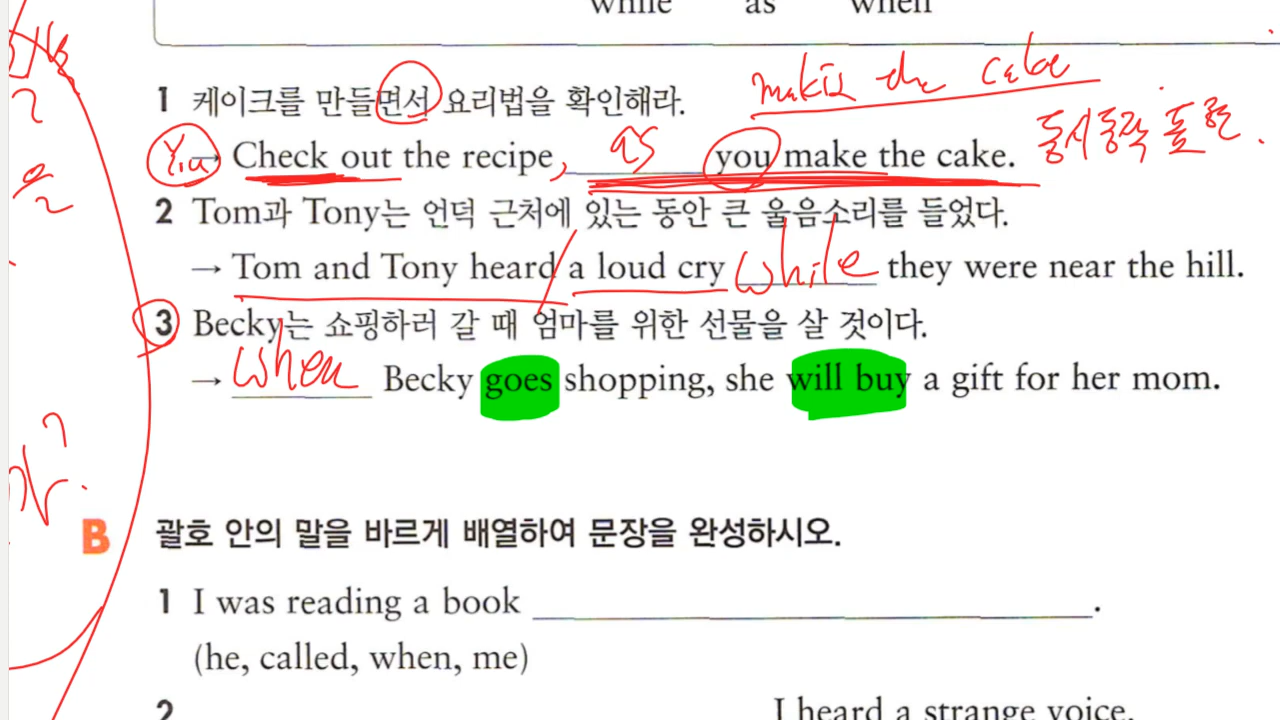 while as when
making the cake
1 케이크를 만들면서 요리법을 확인해라.
동시동작 표현.
You → Check out the recipe, as you make the cake.
2 Tom과 Tony는 언덕 근처에 있는 동안 큰 울음소리를 들었다.
→ Tom and Tony heard a loud cry while they were near the hill.
3 Becky는 쇼핑하러 갈 때 엄마를 위한 선물을 살 것이다.
→ when Becky goes shopping, she will buy a gift for her mom.
B 괄호 안의 말을 바르게 배열하여 문장을 완성하시오.
1 I was reading a book .
(he, called, when, me)
2 I heard a strange voice.